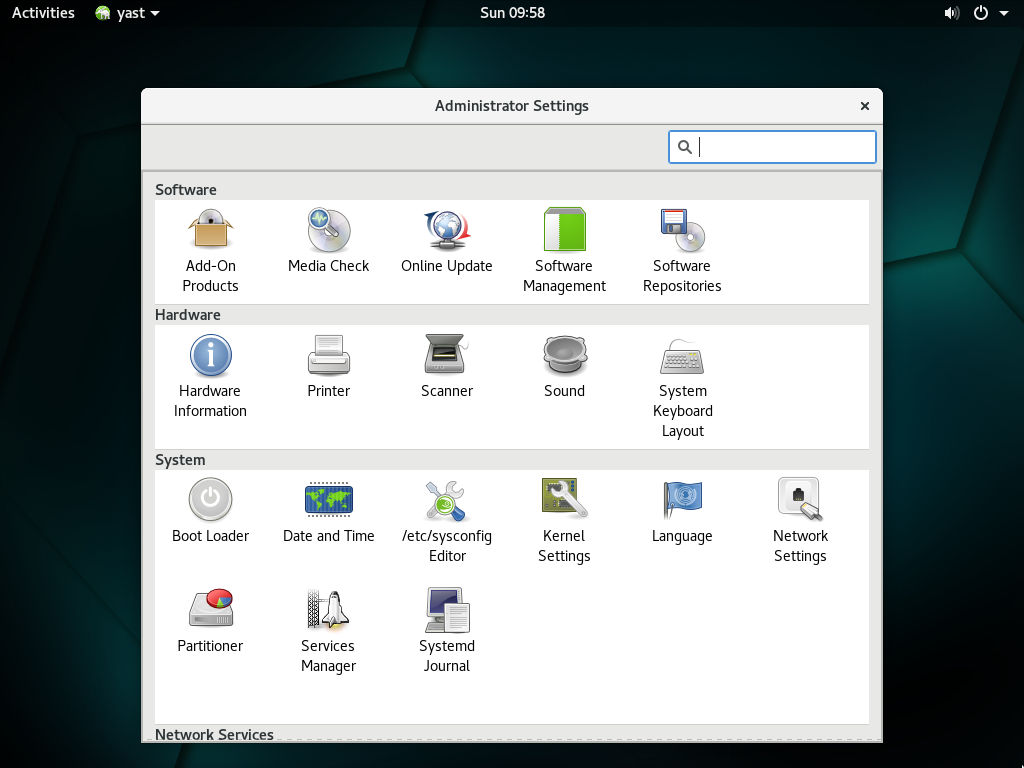 Activities yast Sun 09:58
Administrator Settings
Software
Add-On Products
Media Check
Online Update
Software Management
Software Repositories
Hardware
Hardware Information
Printer
Scanner
Sound
System Keyboard Layout
System
Boot Loader
Date and Time
/etc/sysconfig Editor
Kernel Settings
Language
Network Settings
Partitioner
Services Manager
Systemd Journal
Network Services